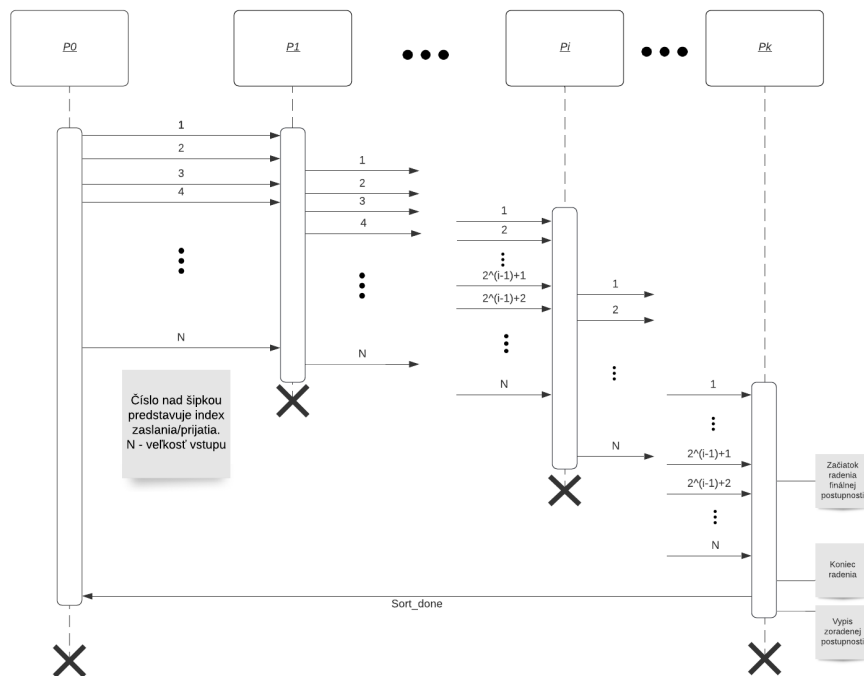 P0
P1
Pi
Pk
1
2
3
4
N
1
2
3
4
N
1
2
2^(i-1)+1
2^(i-1)+2
N
1
2
N
1
2^(i-1)+1
2^(i-1)+2
N
Číslo nad šipkou
predstavuje index
zaslania/prijatia.
N - veľkosť vstupu
Začiatok
radenia
finálnej
postupnosti
Koniec
radenia
Sort_done
Vypis
zoradenej
postupnosti